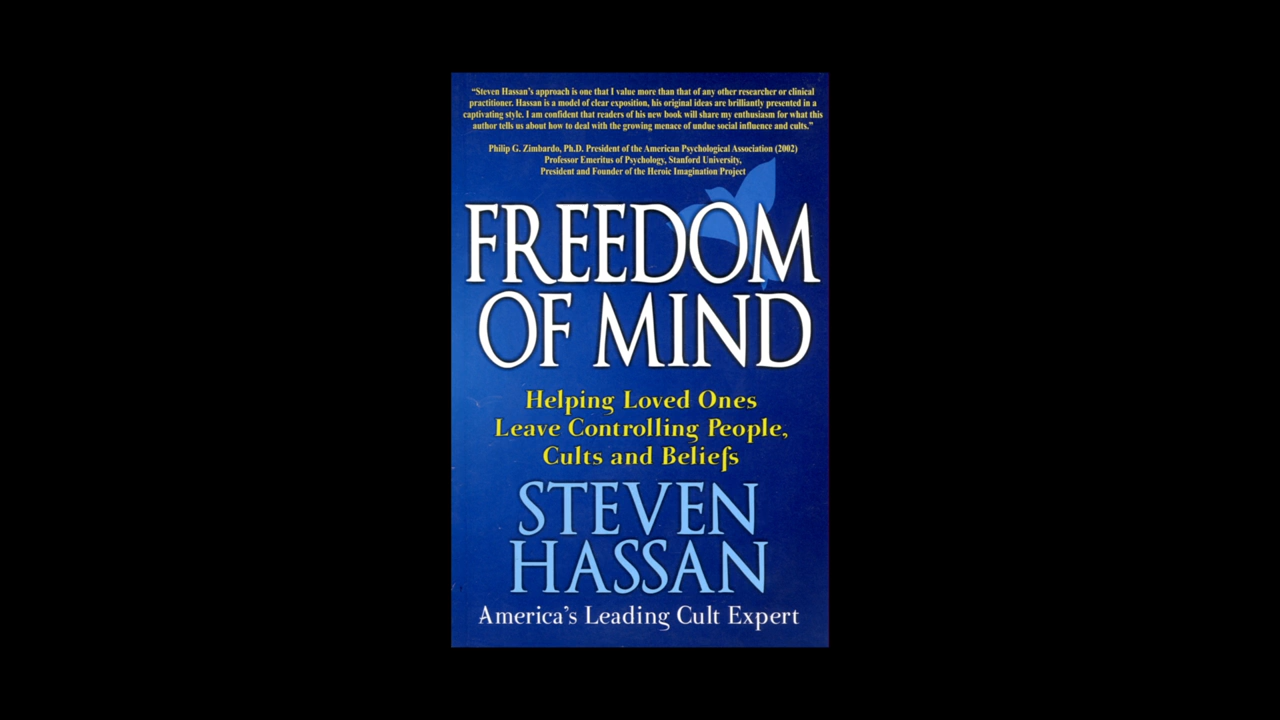 “Steven Hassan’s approach is one that I value more than that of any other researcher or clinical
practitioner. Hassan is a model of clear exposition, his original ideas are brilliantly presented in a
captivating style. I am confident that readers of his new book will share my enthusiasm for what this
author tells us about how to deal with the growing menace of undue social influence and cults.”
Philip G. Zimbardo, Ph.D. President of the American Psychological Association (2002)
Professor Emeritus of Psychology, Stanford University,
President and Founder of the Heroic Imagination Project
FREEDOM
OF MIND
Helping Loved Ones
Leave Controlling People,
Cults and Beliefs
STEVEN
HASSAN
America’s Leading Cult Expert